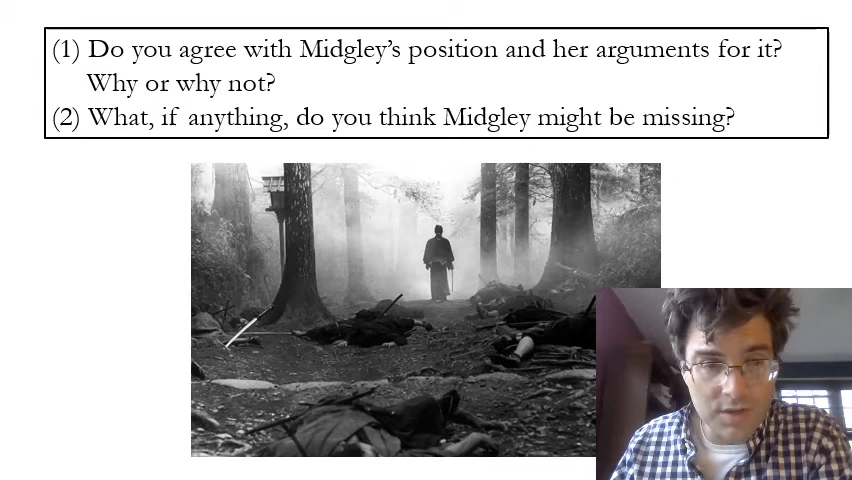 (1) Do you agree with Midgley's position and her arguments for it?
Why or why not?
(2) What, if anything, do you think Midgley might be missing?